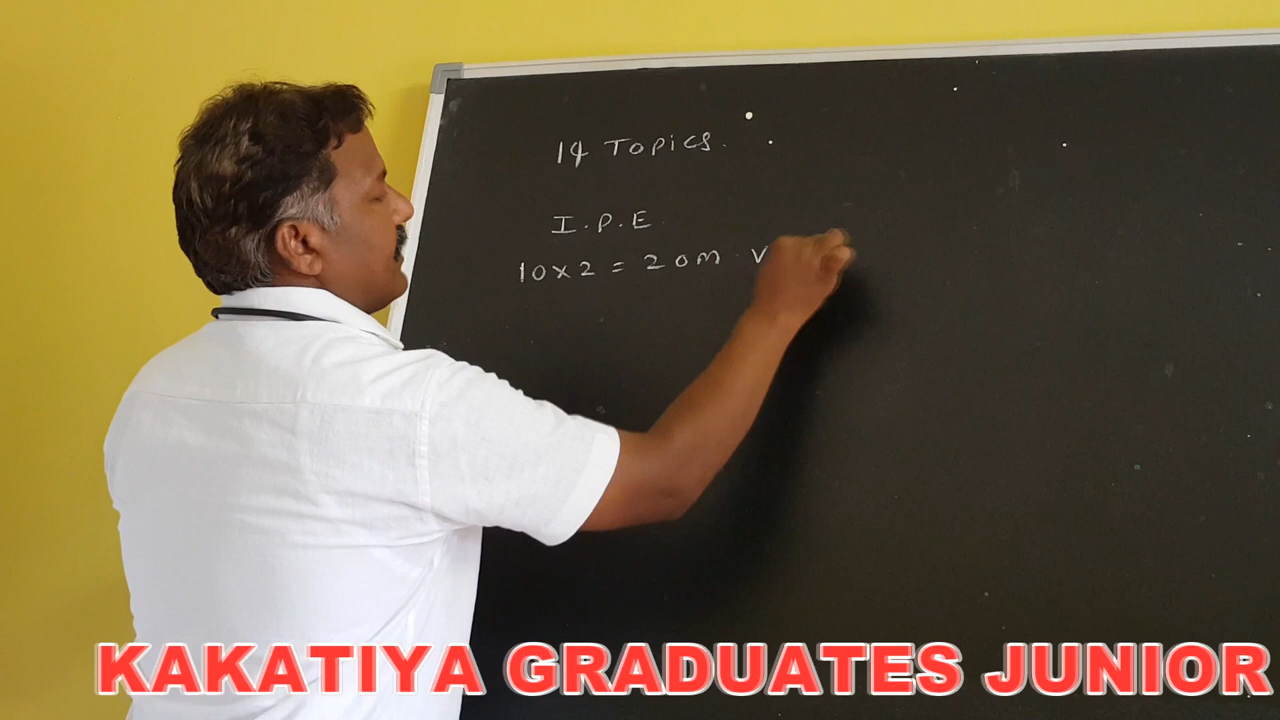 14 TOPICS.
I.P.E.
10x2 = 20m. V
KAKATIYA GRADUATES JUNIOR